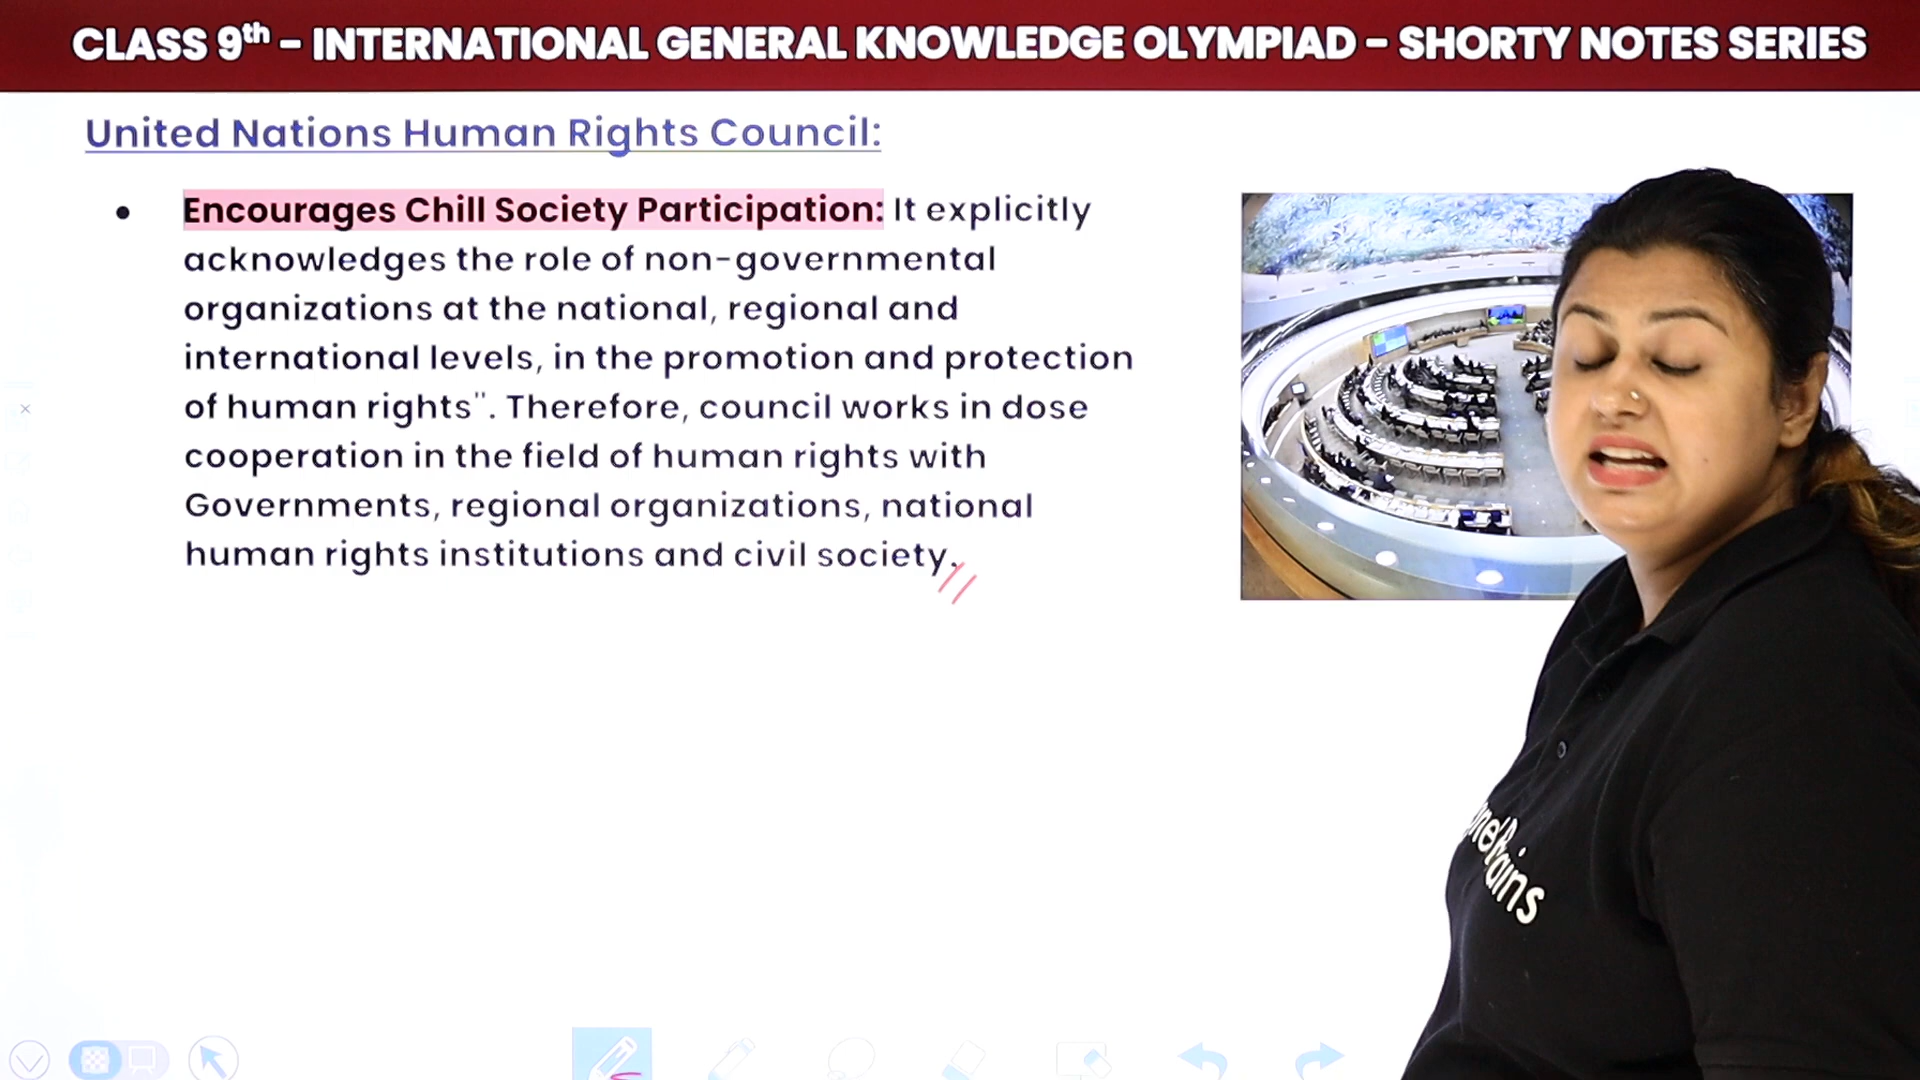 CLASS 9th - INTERNATIONAL GENERAL KNOWLEDGE OLYMPIAD - SHORTY NOTES SERIES
United Nations Human Rights Council:
• Encourages Chill Society Participation: It explicitly
acknowledges the role of non-governmental
organizations at the national, regional and
international levels, in the promotion and protection
of human rights". Therefore, council works in dose
cooperation in the field of human rights with
Governments, regional organizations, national
human rights institutions and civil society.